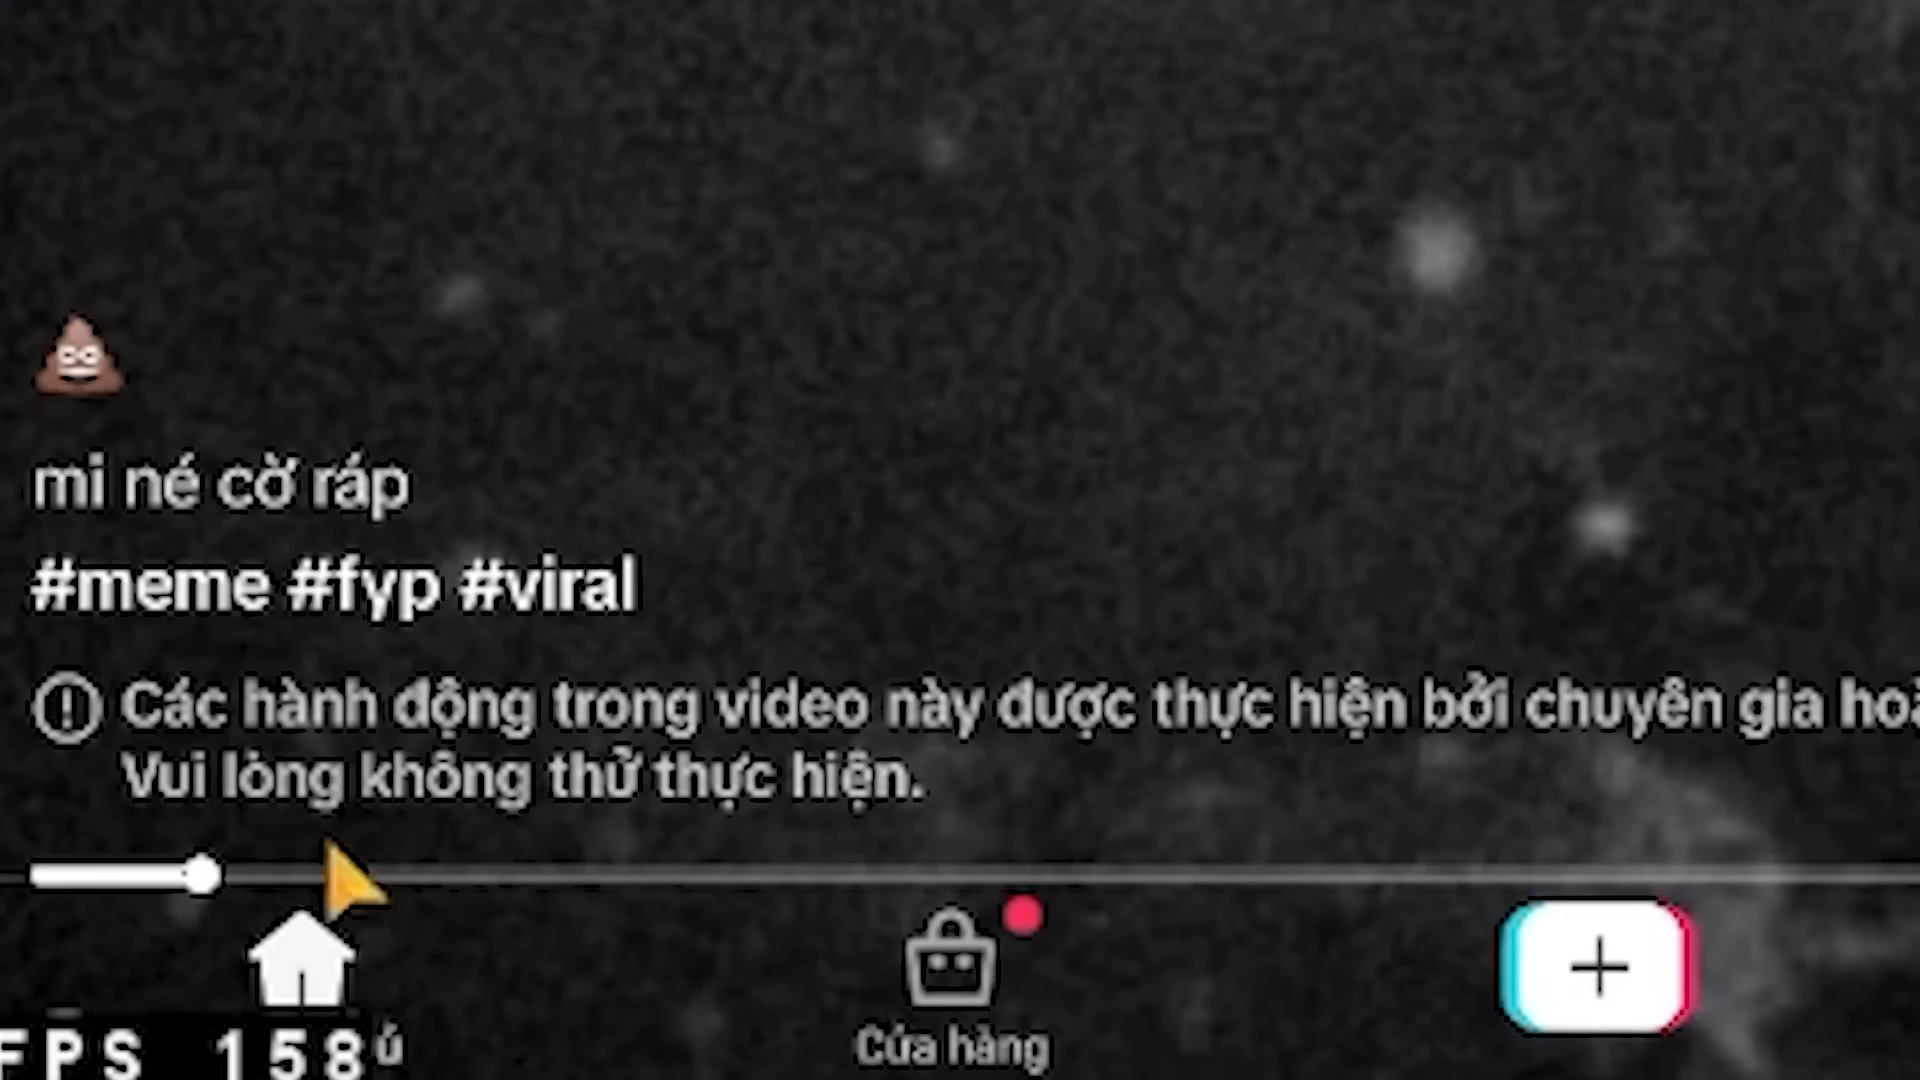 💩
mi né cờ ráp
#meme #fyp #viral
Các hành động trong video này được thực hiện bởi chuyên gia
Vui lòng không thử thực hiện.
FPS 158
Cửa hàng